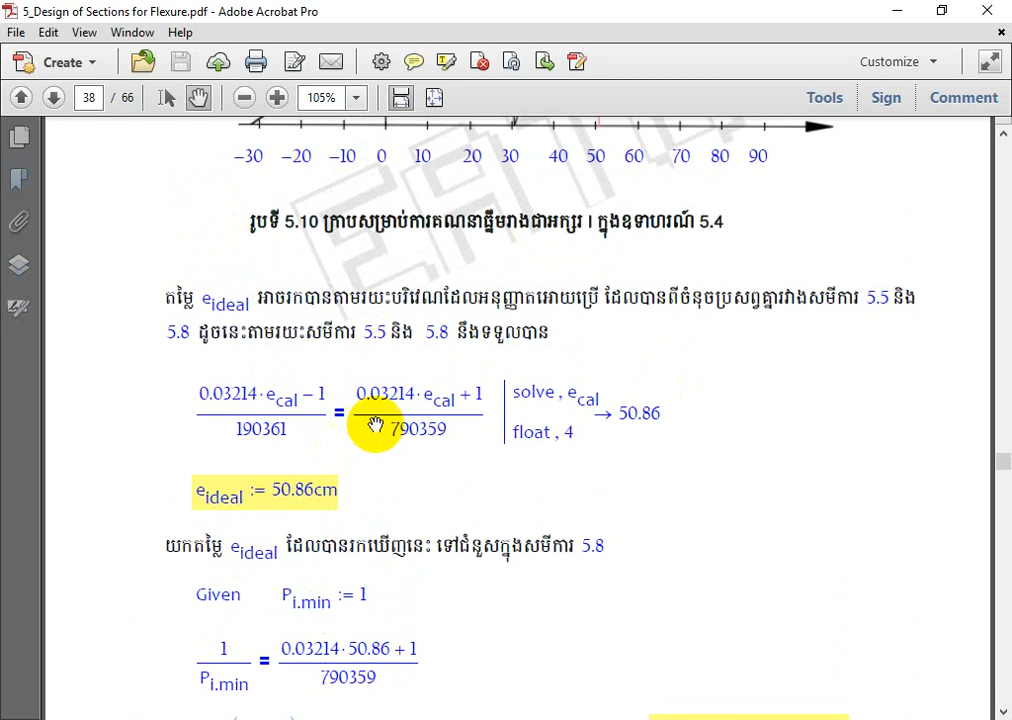 5_Design of Sections for Flexure.pdf - Adobe Acrobat Pro
File Edit View Window Help
Create Customize
38 / 66 105% Tools Sign Comment
−30 −20 −10 0 10 20 30 40 50 60 70 80 90
រូបទី 5.10 ក្រាបសម្រាប់ការគណនាធ្នឹមរាងជាអក្សរ I ក្នុងឧទាហរណ៍ 5.4
តម្លៃ e_ideal អាចរកបានតាមរយះបរិវេណដែលអនុញ្ញាតអោយប្រើ ដែលបានពីចំនុចប្រសព្វគ្នារវាងសមីការ 5.5 និង
5.8 ដូចនេះតាមរយះសមីការ 5.5 និង 5.8 នឹងទទួលបាន
0.03214·e_cal − 1 0.03214·e_cal + 1 solve , e_cal
= → 50.86
190361 790359 float , 4
e_ideal := 50.86cm
យកតម្លៃ e_ideal ដែលបានរកឃើញនេះ ទៅជំនួសក្នុងសមីការ 5.8
Given P_i.min := 1
1 0.03214·50.86 + 1
=
P_i.min 790359